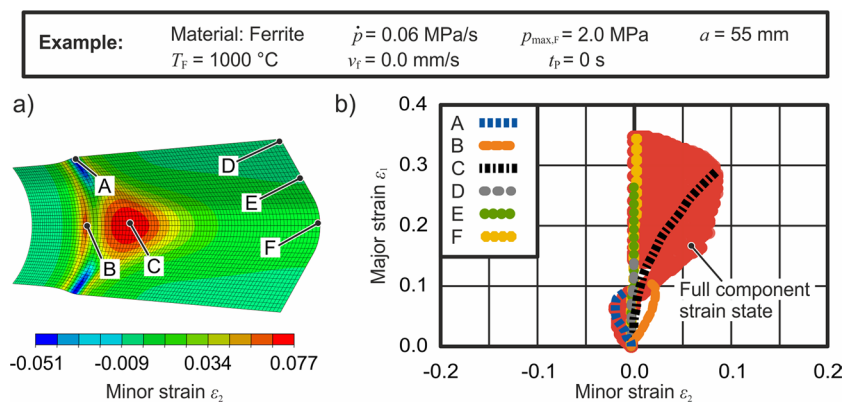 Example:
Material: Ferrite
ṗ = 0.06 MPa/s
p_max,F = 2.0 MPa
a = 55 mm
T_F = 1000 °C
v_f = 0.0 mm/s
t_P = 0 s
a)
A
B
C
D
E
F
-0.051 -0.009 0.034 0.077
Minor strain ε₂
b)
Major strain ε₁
0.4
0.3
0.2
0.1
0.0
A
B
C
D
E
F
Full component
strain state
-0.2 -0.1 0.0 0.1 0.2
Minor strain ε₂